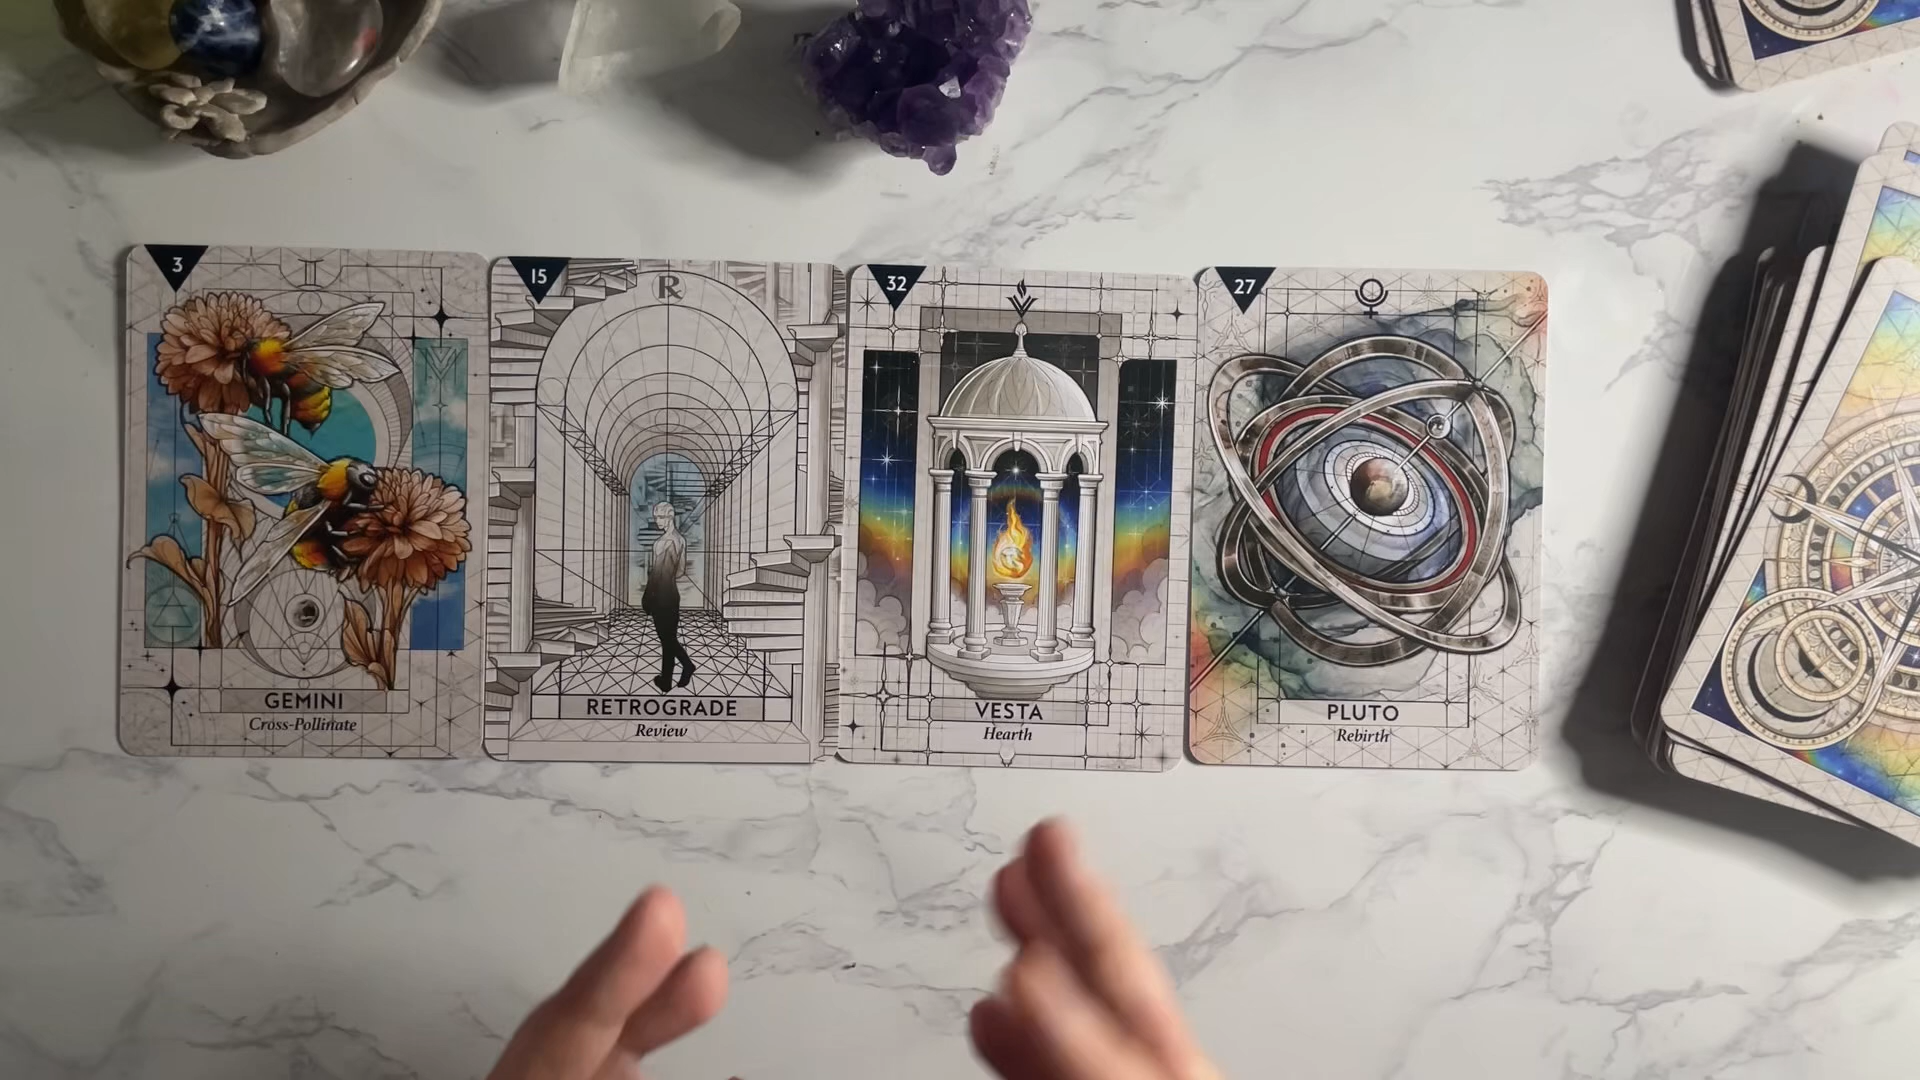 3
GEMINI
Cross-Pollinate
15
R
RETROGRADE
Review
32
VESTA
Hearth
27
PLUTO
Rebirth